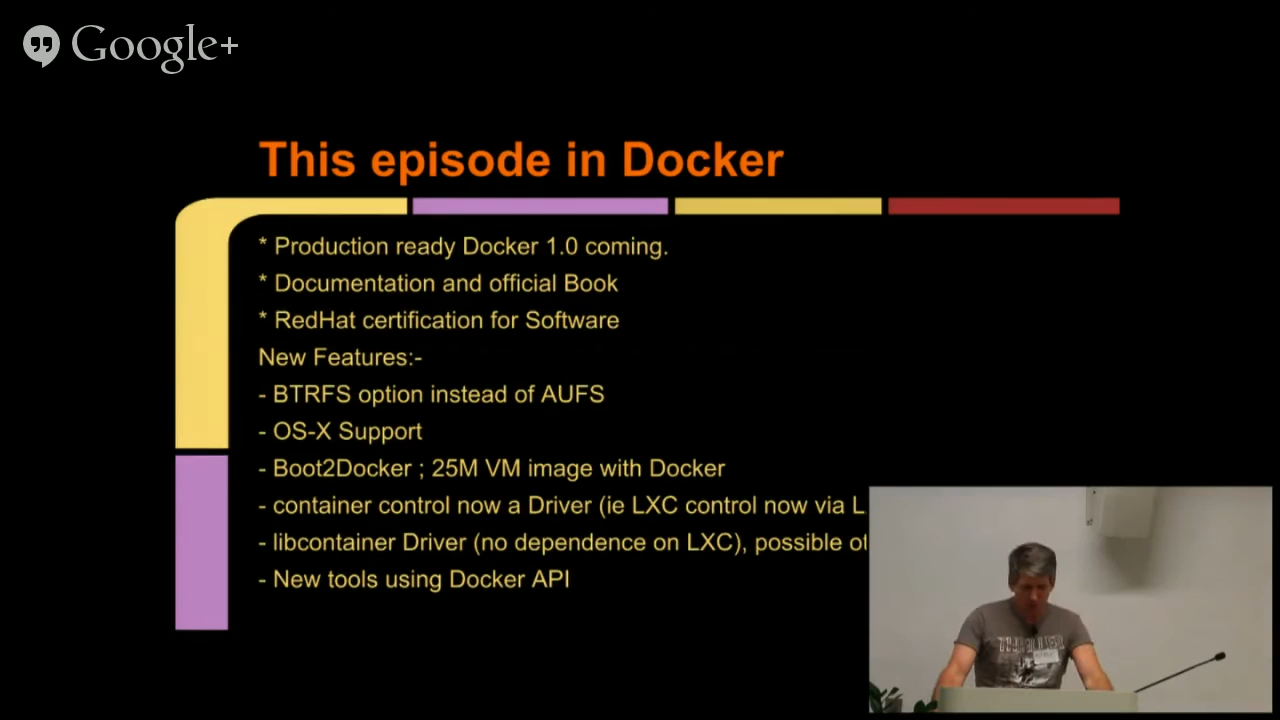 Google+
This episode in Docker
* Production ready Docker 1.0 coming.
* Documentation and official Book
* RedHat certification for Software
New Features:-
- BTRFS option instead of AUFS
- OS-X Support
- Boot2Docker ; 25M VM image with Docker
- container control now a Driver (ie LXC control now via L
- libcontainer Driver (no dependence on LXC), possible ot
- New tools using Docker API